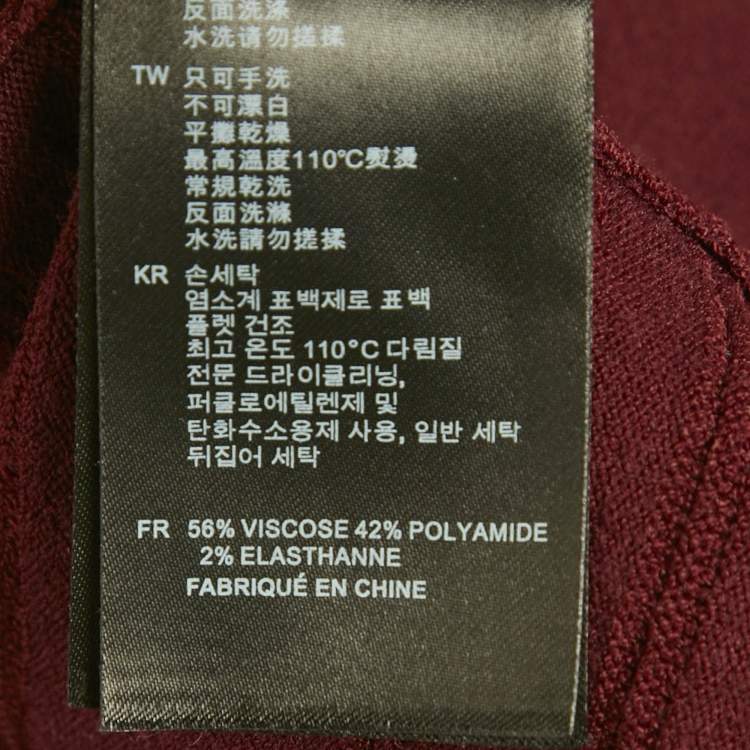 反面洗涤
水洗请勿搓揉
TW 只可手洗
不可漂白
平攤乾燥
最高溫度110℃熨燙
常規乾洗
反面洗滌
水洗請勿搓揉
KR 손세탁
염소계 표백제로 표백
플렛 건조
최고 온도 110°C 다림질
전문 드라이클리닝,
퍼클로에틸렌제 및
탄화수소용제 사용, 일반 세탁
뒤집어 세탁
FR 56% VISCOSE 42% POLYAMIDE
2% ELASTHANNE
FABRIQUÉ EN CHINE